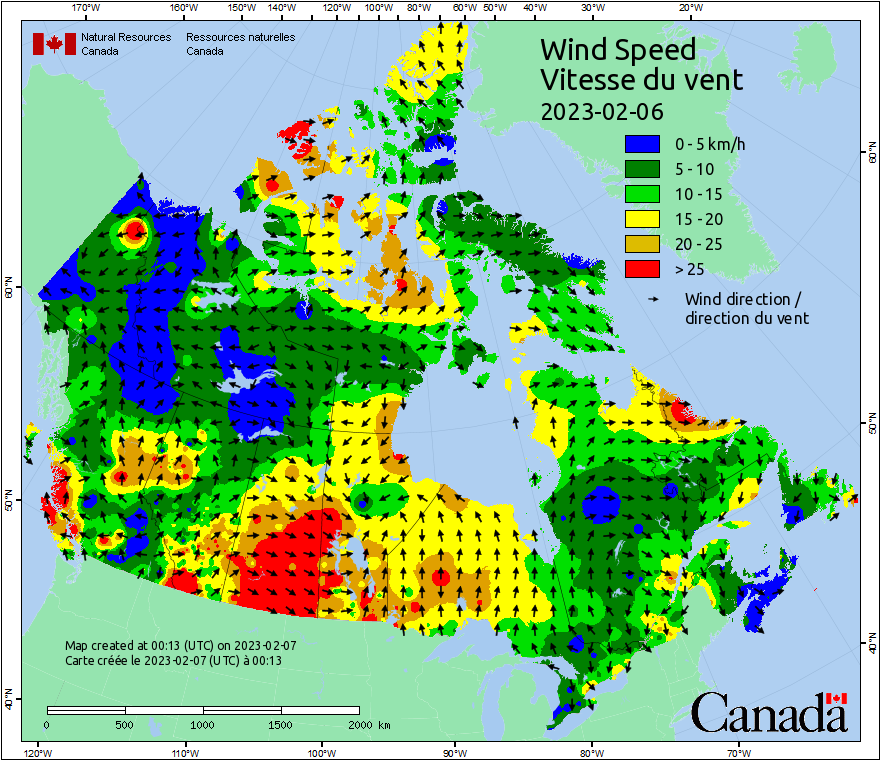 170°W 160°W 150°W 140°W 130°W 120°W 110°W 100°W 80°W 60°W 50°W 40°W 30°W 20°W
Natural Resources Canada
Ressources naturelles Canada
Wind Speed
Vitesse du vent
2023-02-06
0 - 5 km/h
5 - 10
10 - 15
15 - 20
20 - 25
> 25
Wind direction /
direction du vent
60°N
60°N
50°N
50°N
40°N
40°N
Map created at 00:13 (UTC) on 2023-02-07
Carte créée le 2023-02-07 (UTC) à 00:13
0 500 1000 1500 2000 km
Canada
120°W 110°W 100°W 90°W 80°W 70°W